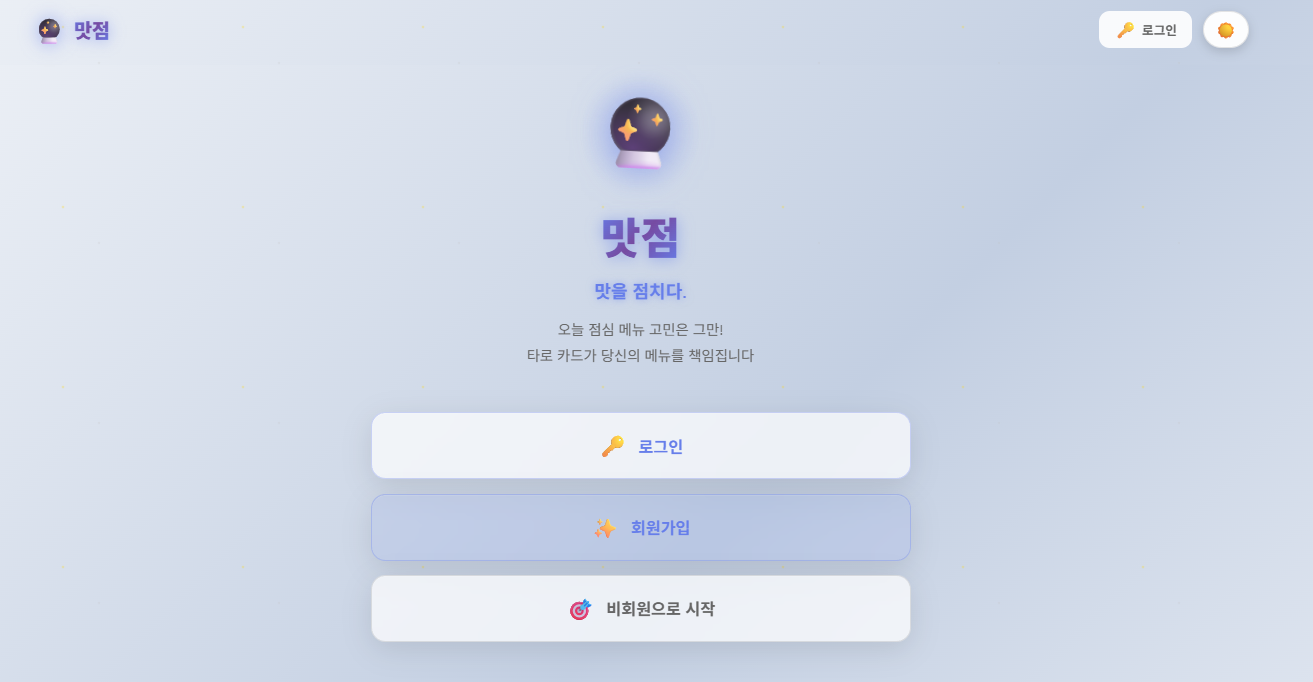 맛점
로그인
맛점
맛을 점치다.
오늘 점심 메뉴 고민은 그만!
타로 카드가 당신의 메뉴를 책임집니다
로그인
회원가입
비회원으로 시작